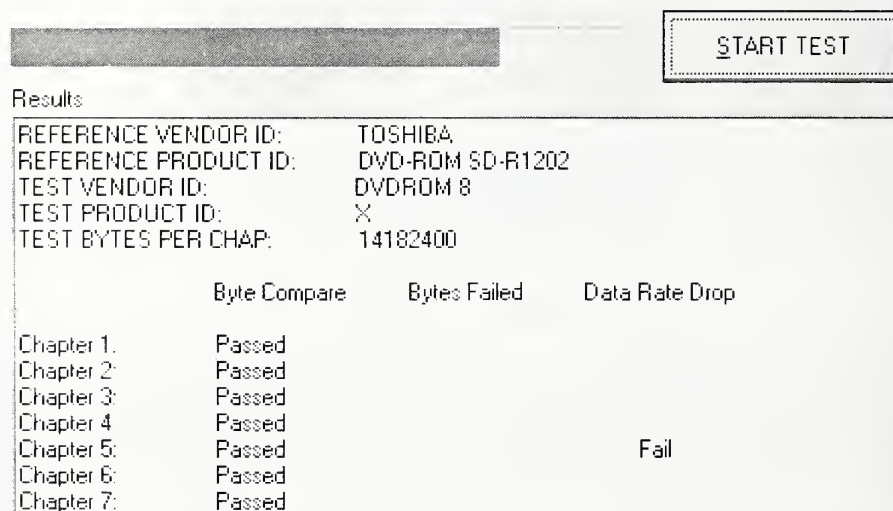 START TEST
Results
REFERENCE VENDOR ID: TOSHIBA
REFERENCE PRODUCT ID: DVD-ROM SD-R1202
TEST VENDOR ID: DVDROM 8
TEST PRODUCT ID: X
TEST BYTES PER CHAP: 14182400
Byte Compare Bytes Failed Data Rate Drop
Chapter 1: Passed
Chapter 2: Passed
Chapter 3: Passed
Chapter 4 Passed
Chapter 5: Passed Fail
Chapter 6: Passed
Chapter 7: Passed